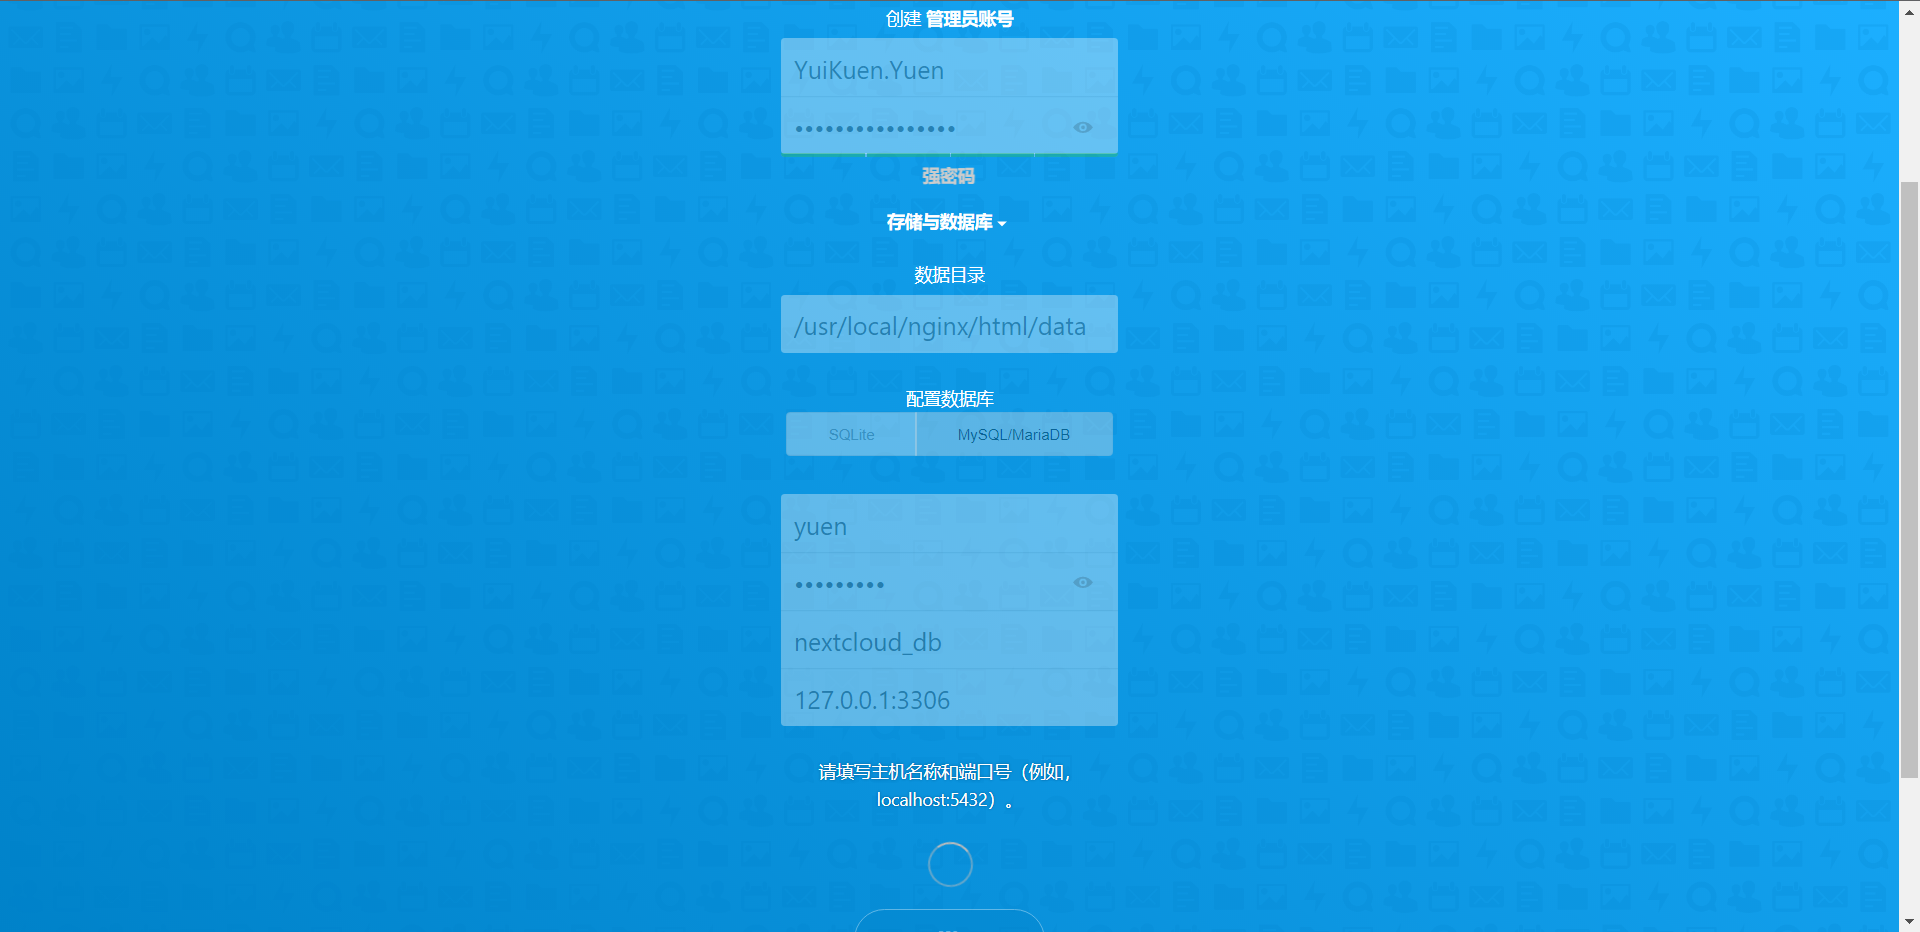 创建 管理员账号
YuiKuen.Yuen
••••••••••••••••
强密码
存储与数据库
数据目录
/usr/local/nginx/html/data
配置数据库
SQLite MySQL/MariaDB
yuen
•••••••••
nextcloud_db
127.0.0.1:3306
请填写主机名称和端口号（例如，
localhost:5432）。